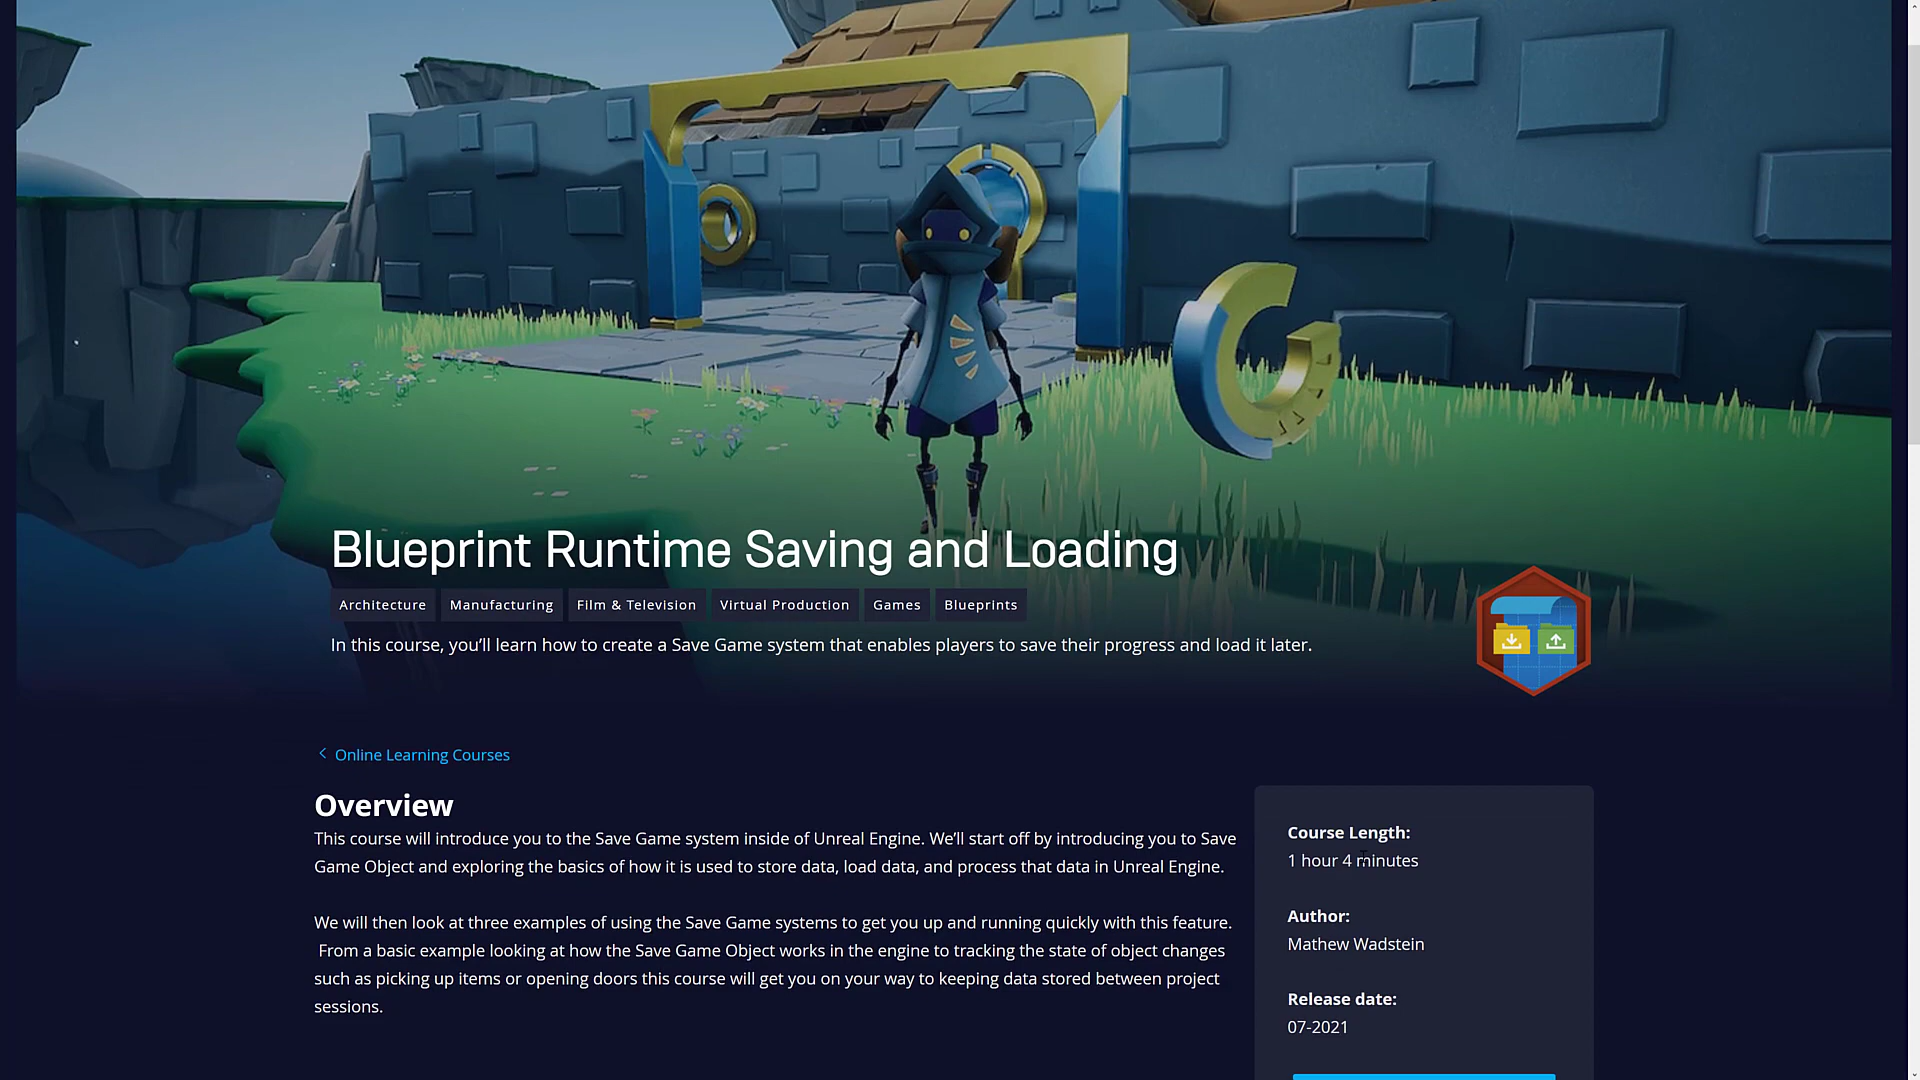 Blueprint Runtime Saving and Loading
Architecture Manufacturing Film & Television Virtual Production Games Blueprints
In this course, you’ll learn how to create a Save Game system that enables players to save their progress and load it later.
Online Learning Courses
Overview
This course will introduce you to the Save Game system inside of Unreal Engine. We’ll start off by introducing you to Save
Game Object and exploring the basics of how it is used to store data, load data, and process that data in Unreal Engine.
We will then look at three examples of using the Save Game systems to get you up and running quickly with this feature.
From a basic example looking at how the Save Game Object works in the engine to tracking the state of object changes
such as picking up items or opening doors this course will get you on your way to keeping data stored between project
sessions.
Course Length:
1 hour 4 minutes
Author:
Mathew Wadstein
Release date:
07-2021